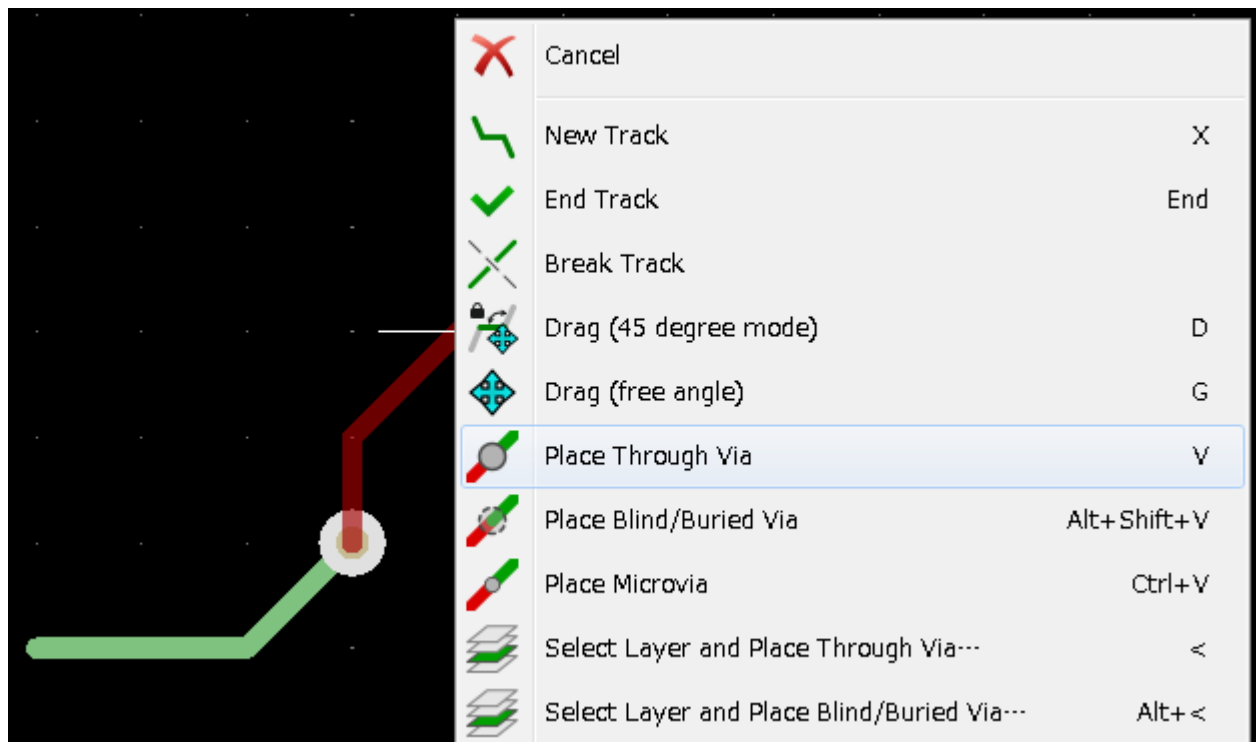 Cancel
New Track X
End Track End
Break Track
Drag (45 degree mode) D
Drag (free angle) G
Place Through Via V
Place Blind/Buried Via Alt+Shift+V
Place Microvia Ctrl+V
Select Layer and Place Through Via... <
Select Layer and Place Blind/Buried Via... Alt+<